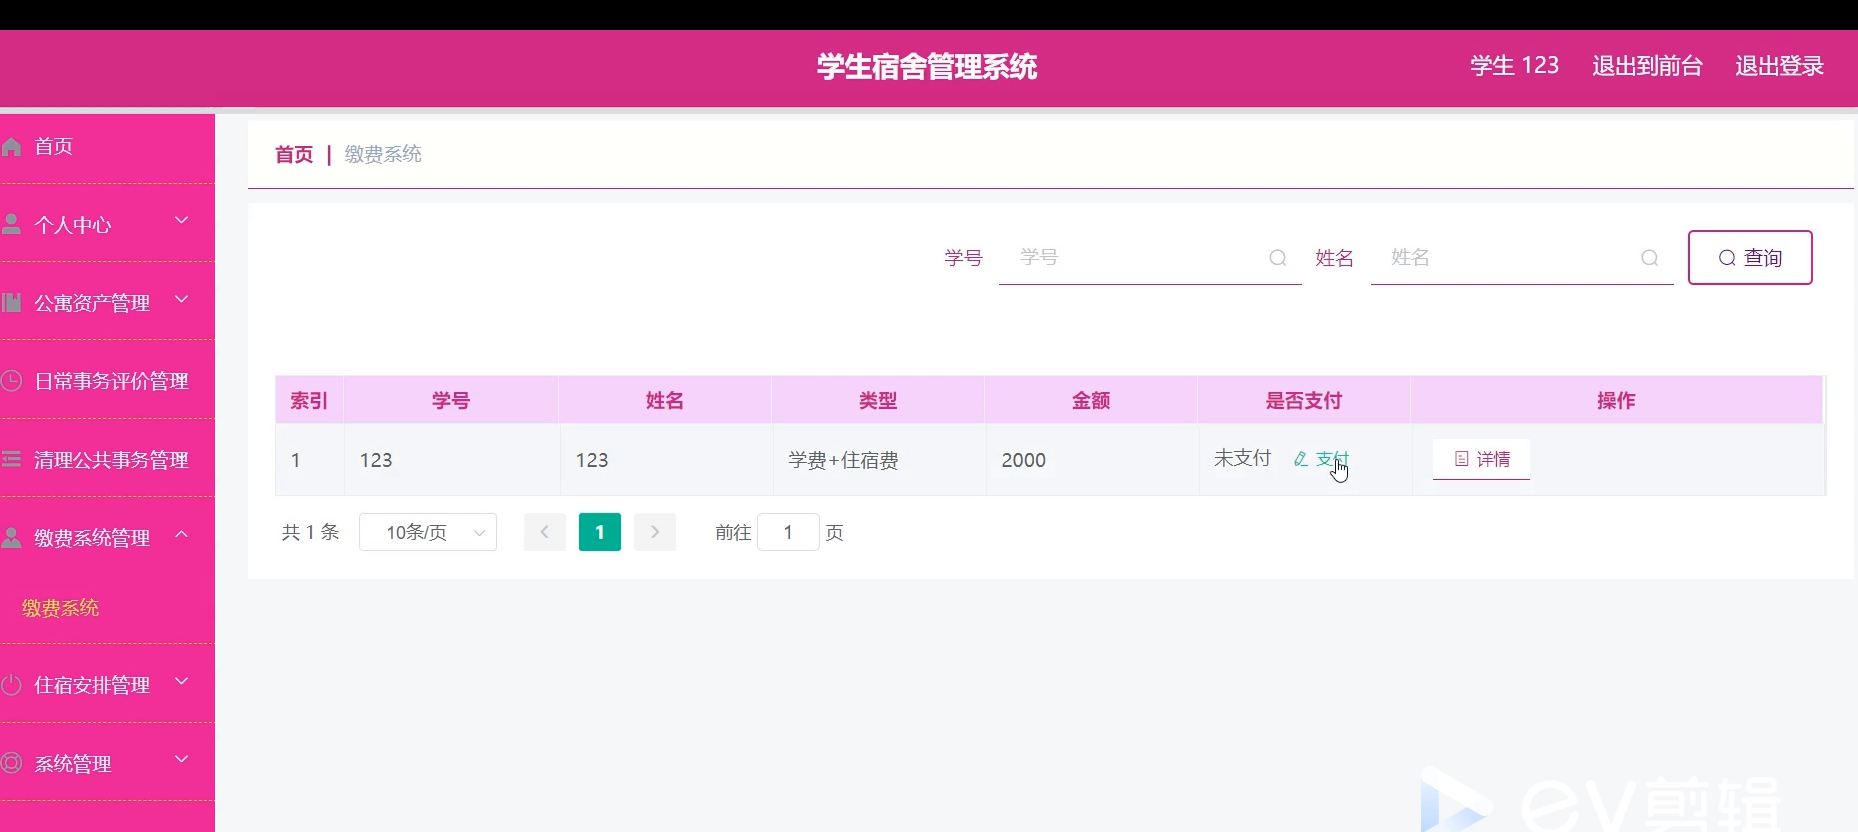 学生宿舍管理系统
学生 123 退出到前台 退出登录
首页
个人中心
公寓资产管理
日常事务评价管理
清理公共事务管理
缴费系统管理
缴费系统
住宿安排管理
系统管理
首页 | 缴费系统
学号 学号 姓名 姓名 查询
索引 学号 姓名 类型 金额 是否支付 操作
1 123 123 学费+住宿费 2000 未支付 支付 详情
共 1 条 10条/页 1 前往 1 页
EV剪辑